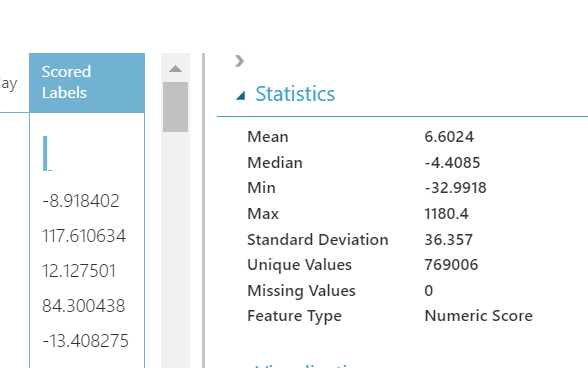 ay
Scored
Labels
-8.918402
117.610634
12.127501
84.300438
-13.408275
Statistics
Mean 6.6024
Median -4.4085
Min -32.9918
Max 1180.4
Standard Deviation 36.357
Unique Values 769006
Missing Values 0
Feature Type Numeric Score